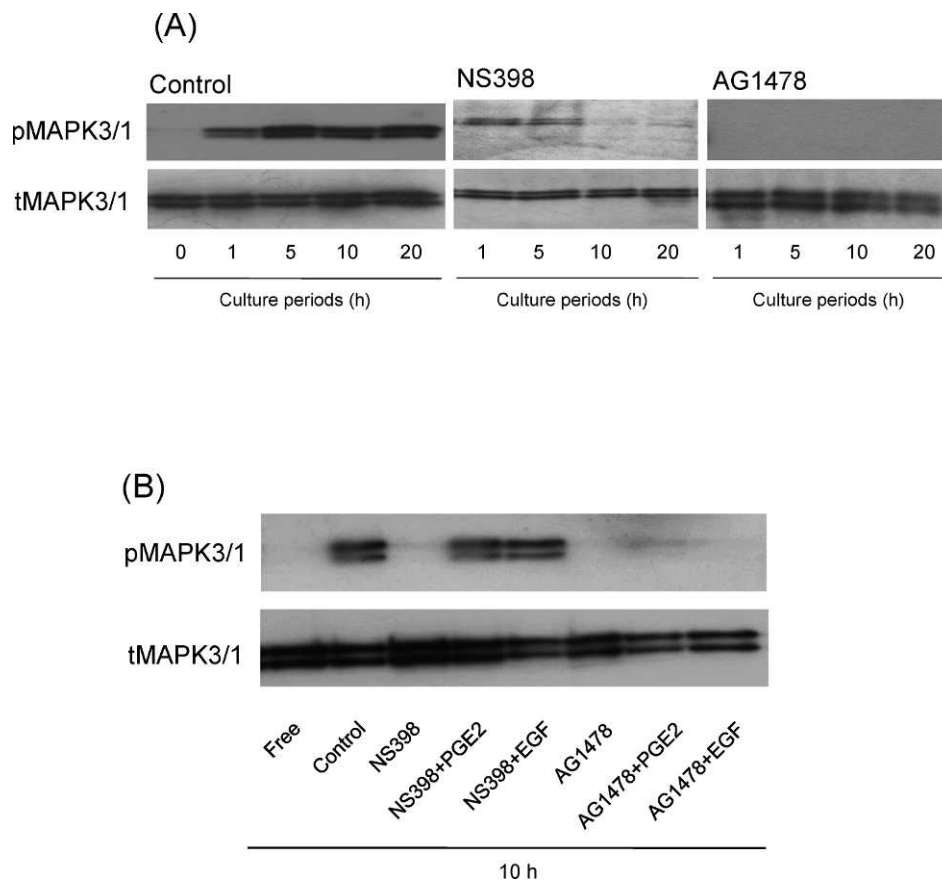 (A)
Control NS398 AG1478
pMAPK3/1
tMAPK3/1
0 1 5 10 20 1 5 10 20 1 5 10 20
Culture periods (h) Culture periods (h) Culture periods (h)
(B)
pMAPK3/1
tMAPK3/1
Free Control NS398 NS398+PGE2 NS398+EGF AG1478 AG1478+PGE2 AG1478+EGF
10 h